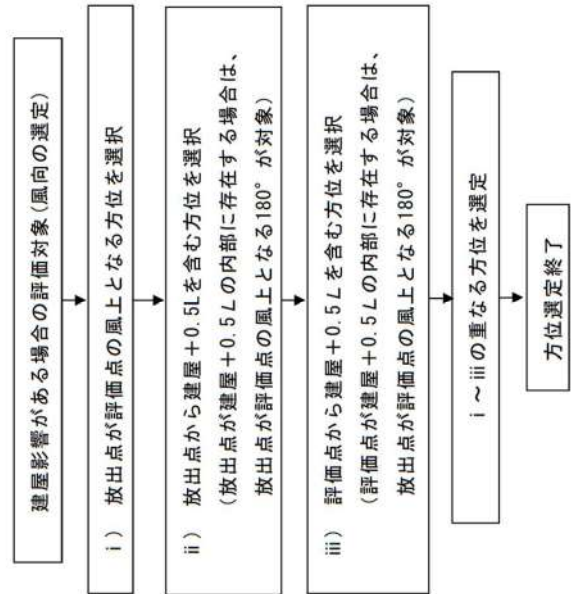 建屋影響がある場合の評価対象(風向の選定)
ⅰ) 放出点が評価点の風上となる方位を選択
ⅱ) 放出点から建屋+0.5Lを含む方位を選択
(放出点が建屋+0.5Lの内部に存在する場合は、
放出点が評価点の風上となる180°が対象)
ⅲ) 評価点から建屋+0.5Lを含む方位を選択
(評価点が建屋+0.5Lの内部に存在する場合は、
放出点が評価点の風上となる180°が対象)
ⅰ~ⅲの重なる方位を選定
方位選定終了